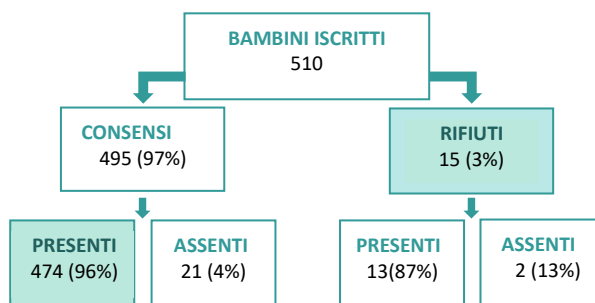 BAMBINI ISCRITTI
510
CONSENSI
495 (97%)
RIFIUTI
15 (3%)
PRESENTI
474 (96%)
ASSENTI
21 (4%)
PRESENTI
13(87%)
ASSENTI
2 (13%)